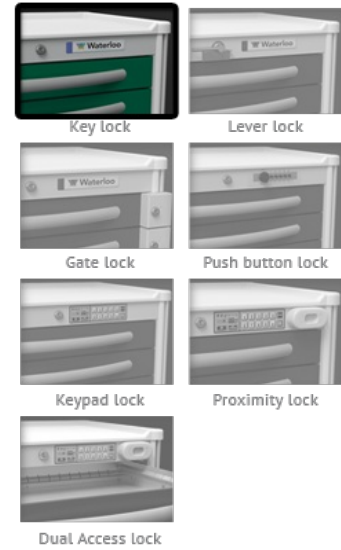 Waterloo
Waterloo
Key lock
Lever lock
Waterloo
Gate lock
Push button lock
Keypad lock
Proximity lock
Dual Access lock